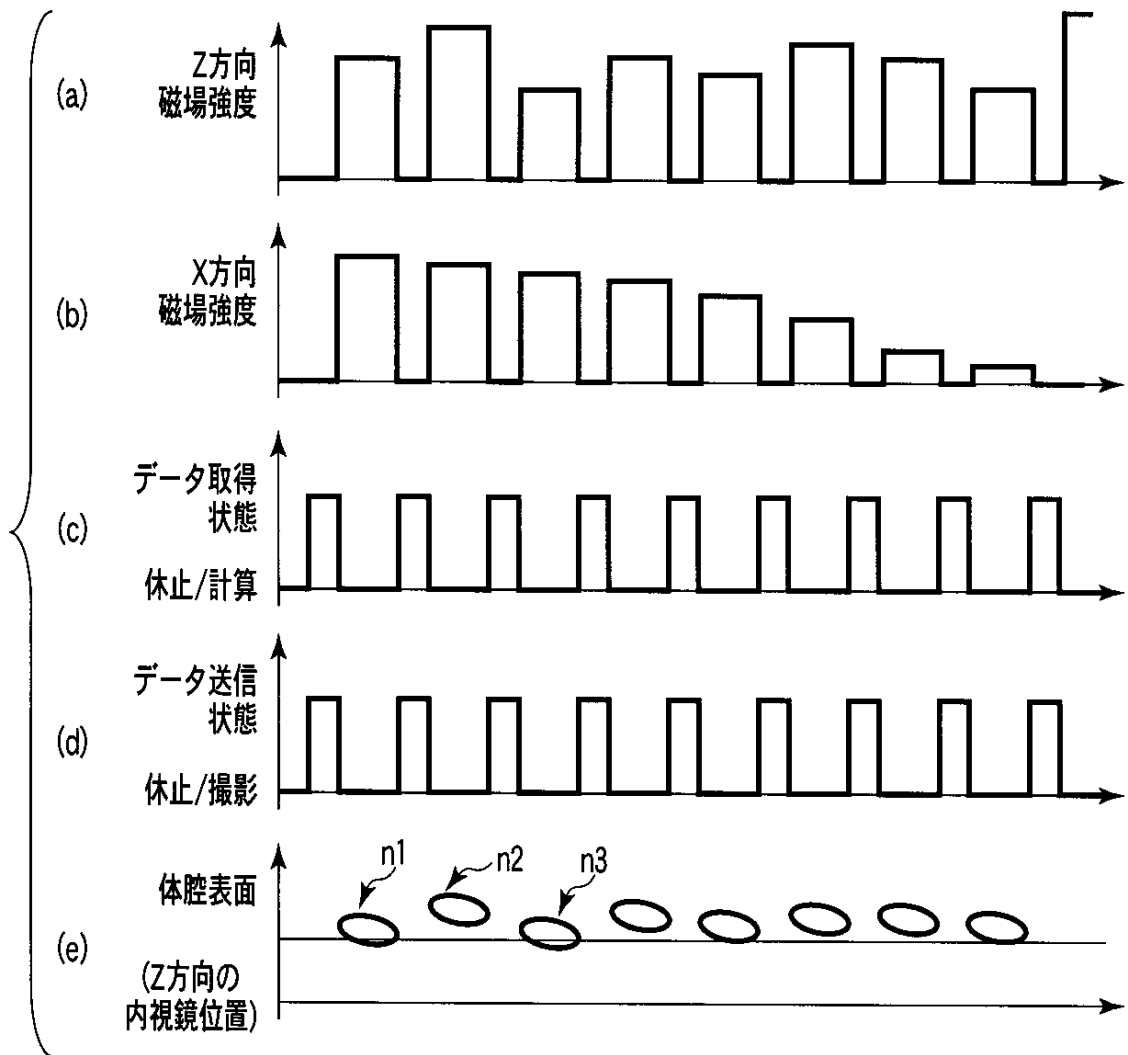 (a)
Z方向
磁場強度
(b)
X方向
磁場強度
(c)
データ取得
状態
休止/計算
(d)
データ送信
状態
休止/撮影
(e)
n1
n2
n3
体腔表面
(Z方向の
内視鏡位置)